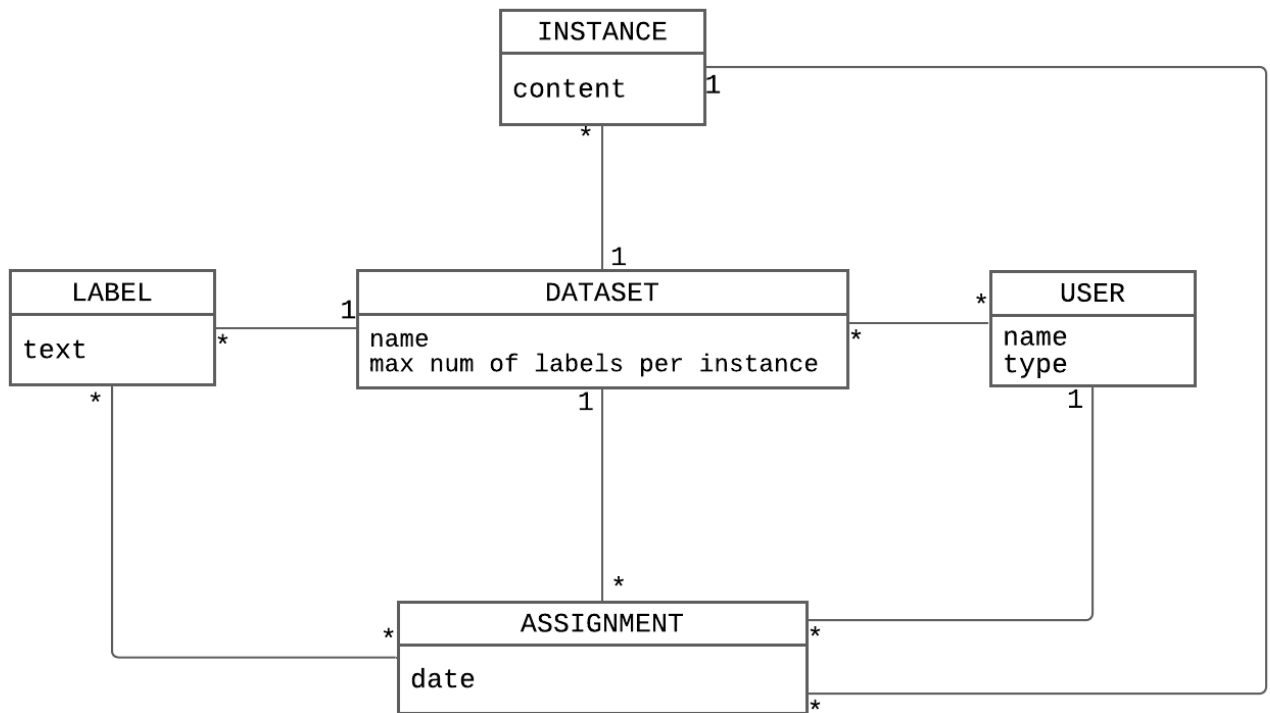 INSTANCE
content
1
*
1
LABEL
text
*
1
DATASET
name
max num of labels per instance
*
*
USER
name
type
*
1
1
*
*
ASSIGNMENT
date
*
*